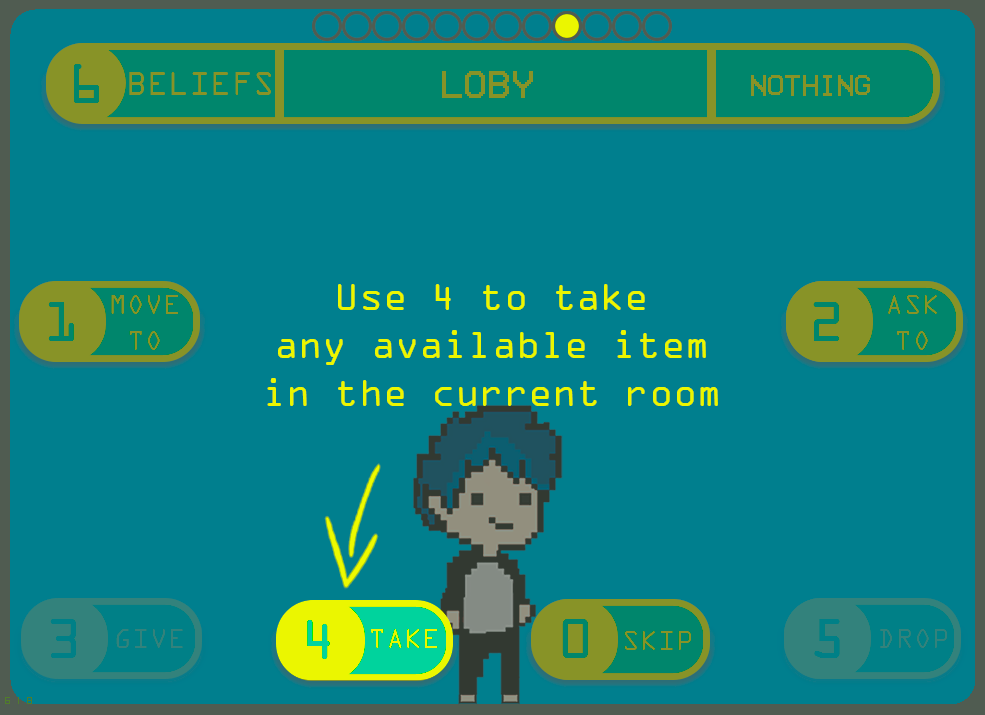 6 BELIEFS LOBY NOTHING
Use 4 to take
any available item
in the current room
1 MOVE TO
2 ASK TO
3 GIVE
4 TAKE
0 SKIP
5 DROP